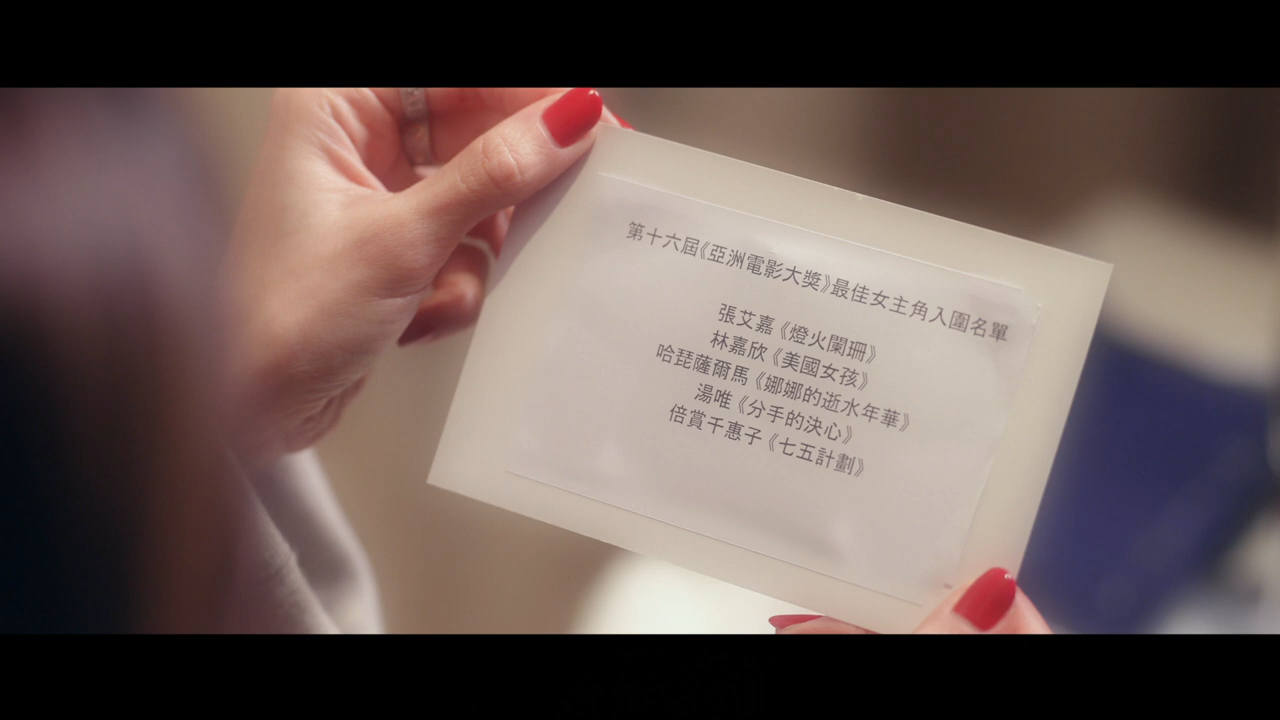 第十六屆《亞洲電影大獎》最佳女主角入圍名單
張艾嘉《燈火闌珊》
林嘉欣《美國女孩》
哈琵薩爾馬《娜娜的逝水年華》
湯唯《分手的決心》
倍賞千惠子《七五計劃》